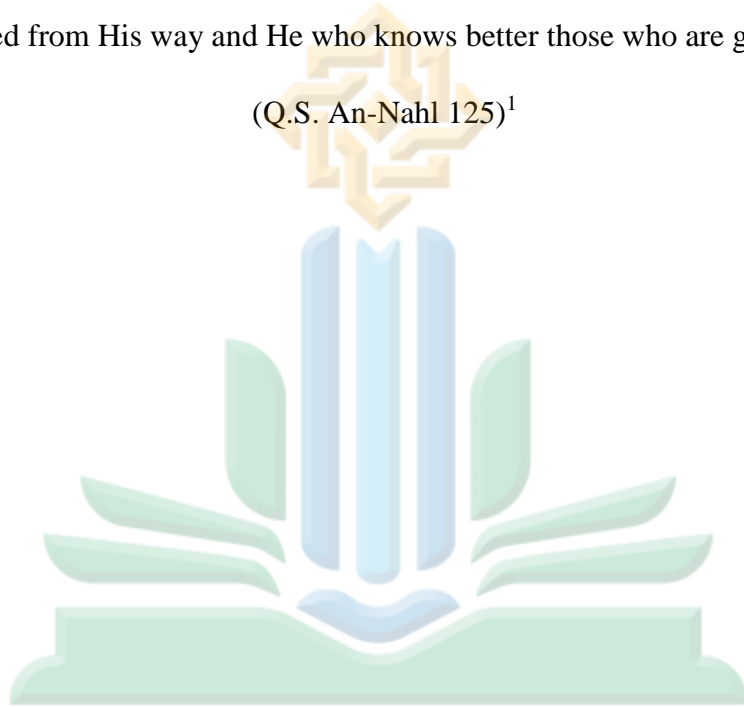 ed from His way and He who knows better those who are g
(Q.S. An-Nahl 125)¹